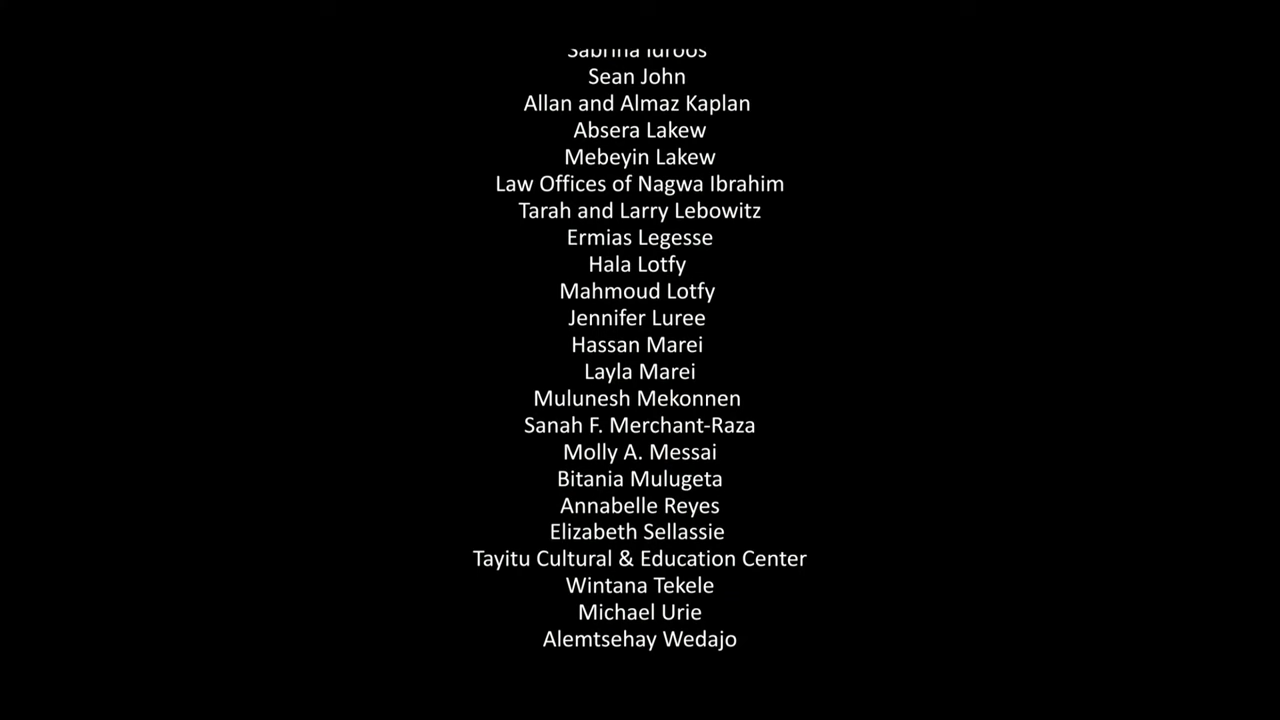 Sabrina Idroos
Sean John
Allan and Almaz Kaplan
Absera Lakew
Mebeyin Lakew
Law Offices of Nagwa Ibrahim
Tarah and Larry Lebowitz
Ermias Legesse
Hala Lotfy
Mahmoud Lotfy
Jennifer Luree
Hassan Marei
Layla Marei
Mulunesh Mekonnen
Sanah F. Merchant-Raza
Molly A. Messai
Bitania Mulugeta
Annabelle Reyes
Elizabeth Sellassie
Tayitu Cultural & Education Center
Wintana Tekele
Michael Urie
Alemtsehay Wedajo